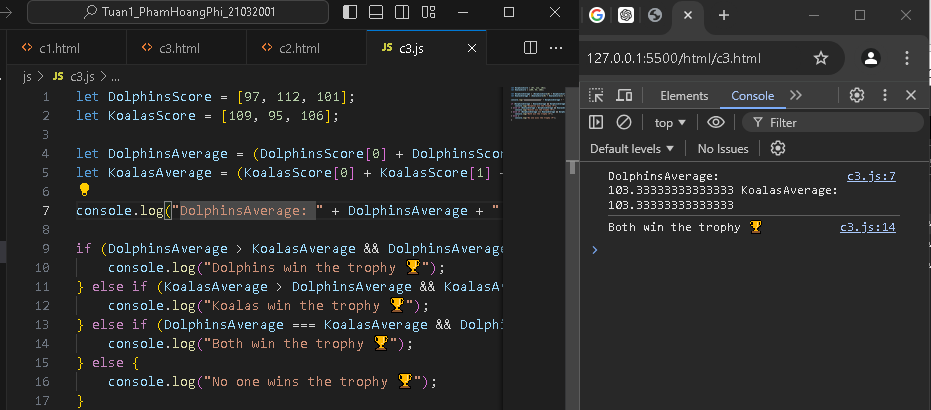 Tuan1_PhamHoangPhi_21032001
c1.html
c3.html
c2.html
JS c3.js
js > JS c3.js > ...
1 let DolphinsScore = [97, 112, 101];
2 let KoalasScore = [109, 95, 106];
3
4 let DolphinsAverage = (DolphinsScore[0] + DolphinsSco
5 let KoalasAverage = (KoalasScore[0] + KoalasScore[1] +
6
7 console.log("DolphinsAverage: " + DolphinsAverage + "
8
9 if (DolphinsAverage > KoalasAverage && DolphinsAverage
10 console.log("Dolphins win the trophy 🏆");
11 } else if (KoalasAverage > DolphinsAverage && KoalasA
12 console.log("Koalas win the trophy 🏆");
13 } else if (DolphinsAverage === KoalasAverage && Dolph
14 console.log("Both win the trophy 🏆");
15 } else {
16 console.log("No one wins the trophy 🏆");
17 }
127.0.0.1:5500/html/c3.html
Elements Console
top
Filter
Default levels
No Issues
DolphinsAverage: c3.js:7
103.33333333333333 KoalasAverage:
103.33333333333333
Both win the trophy 🏆 c3.js:14